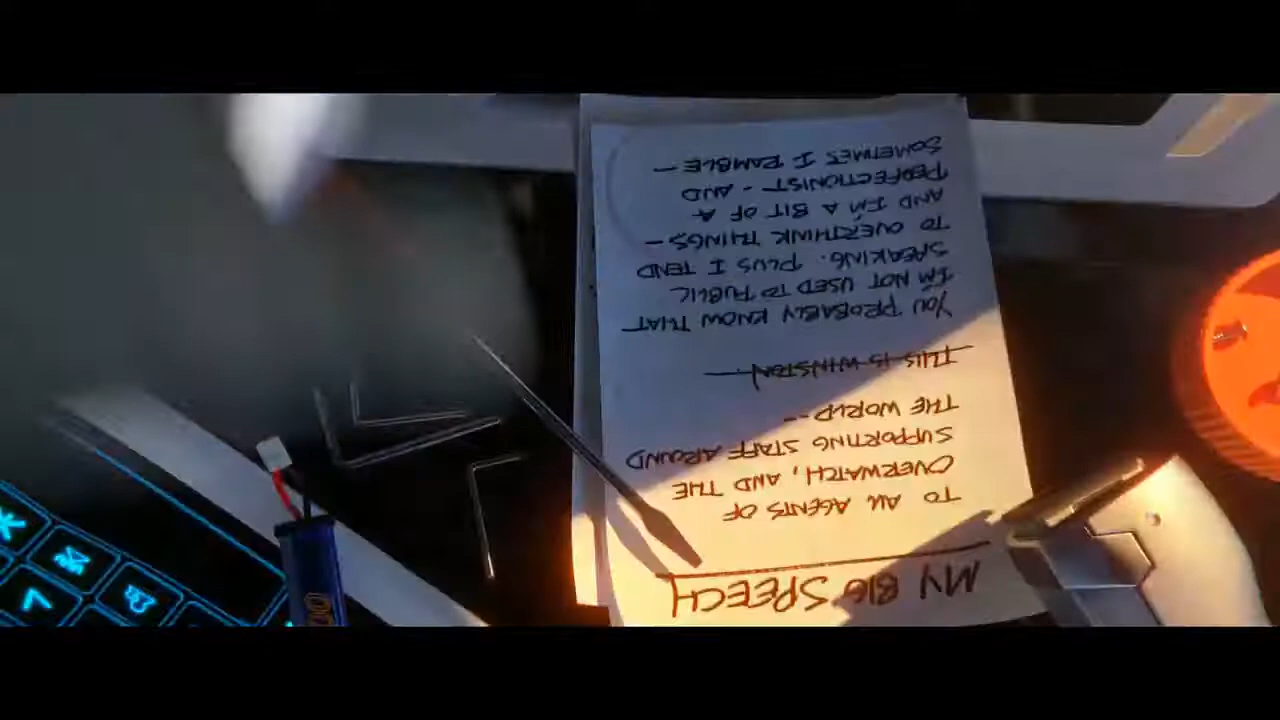 MY BIG SPEECH
TO ALL AGENTS OF
OVERWATCH, AND THE
SUPPORTING STAFF AROUND
THE WORLD--
THIS IS WINSTON.
YOU PROBABLY KNOW THAT
I'M NOT USED TO PUBLIC
SPEAKING. PLUS I TEND
TO OVERTHINK THINGS -
AND I'M A BIT OF A
PERFECTIONIST - AND
SOMETIMES I RAMBLE -